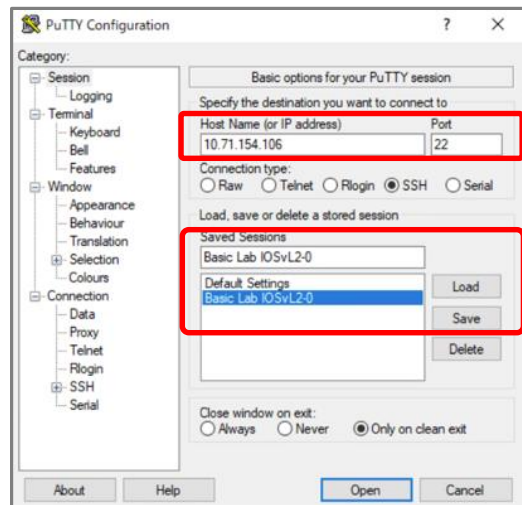 PuTTY Configuration ? ×
Category:
Session
Logging
Terminal
Keyboard
Bell
Features
Window
Appearance
Behaviour
Translation
Selection
Colours
Connection
Data
Proxy
Telnet
Rlogin
SSH
Serial
Basic options for your PuTTY session
Specify the destination you want to connect to
Host Name (or IP address) Port
10.71.154.106 22
Connection type:
Raw Telnet Rlogin SSH Serial
Load, save or delete a stored session
Saved Sessions
Basic Lab IOSvL2-0
Default Settings
Basic Lab IOSvL2-0
Load
Save
Delete
Close window on exit:
Always Never Only on clean exit
About Help Open Cancel